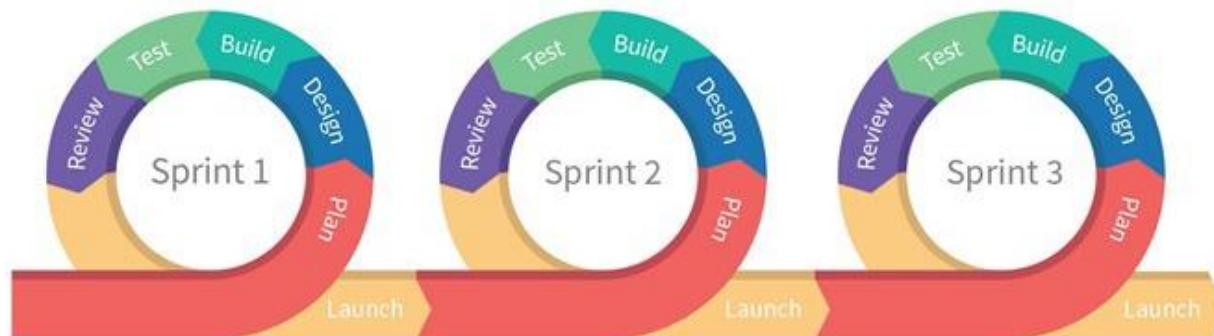 Test
Build
Review
Design
Sprint 1
Plan
Launch
Test
Build
Review
Design
Sprint 2
Plan
Launch
Test
Build
Review
Design
Sprint 3
Plan
Launch